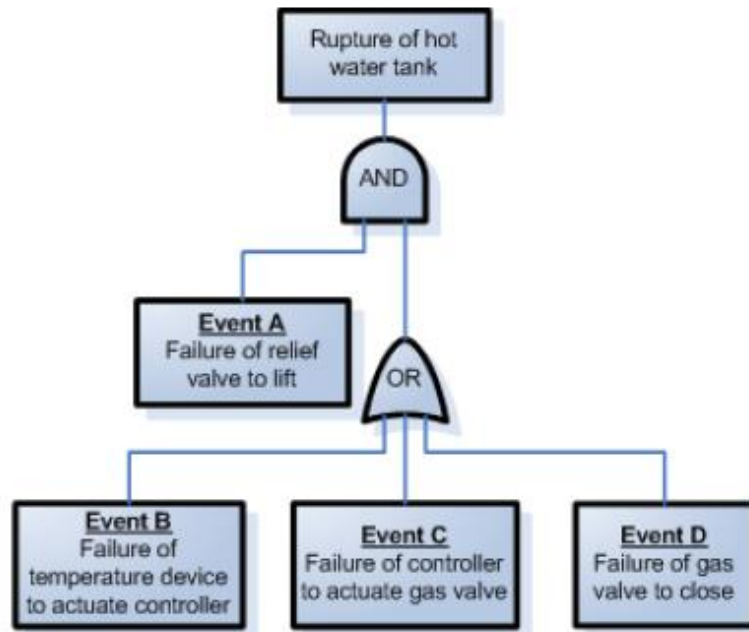 Rupture of hot
water tank
AND
Event A
Failure of relief
valve to lift
OR
Event B
Failure of
temperature device
to actuate controller
Event C
Failure of controller
to actuate gas valve
Event D
Failure of gas
valve to close